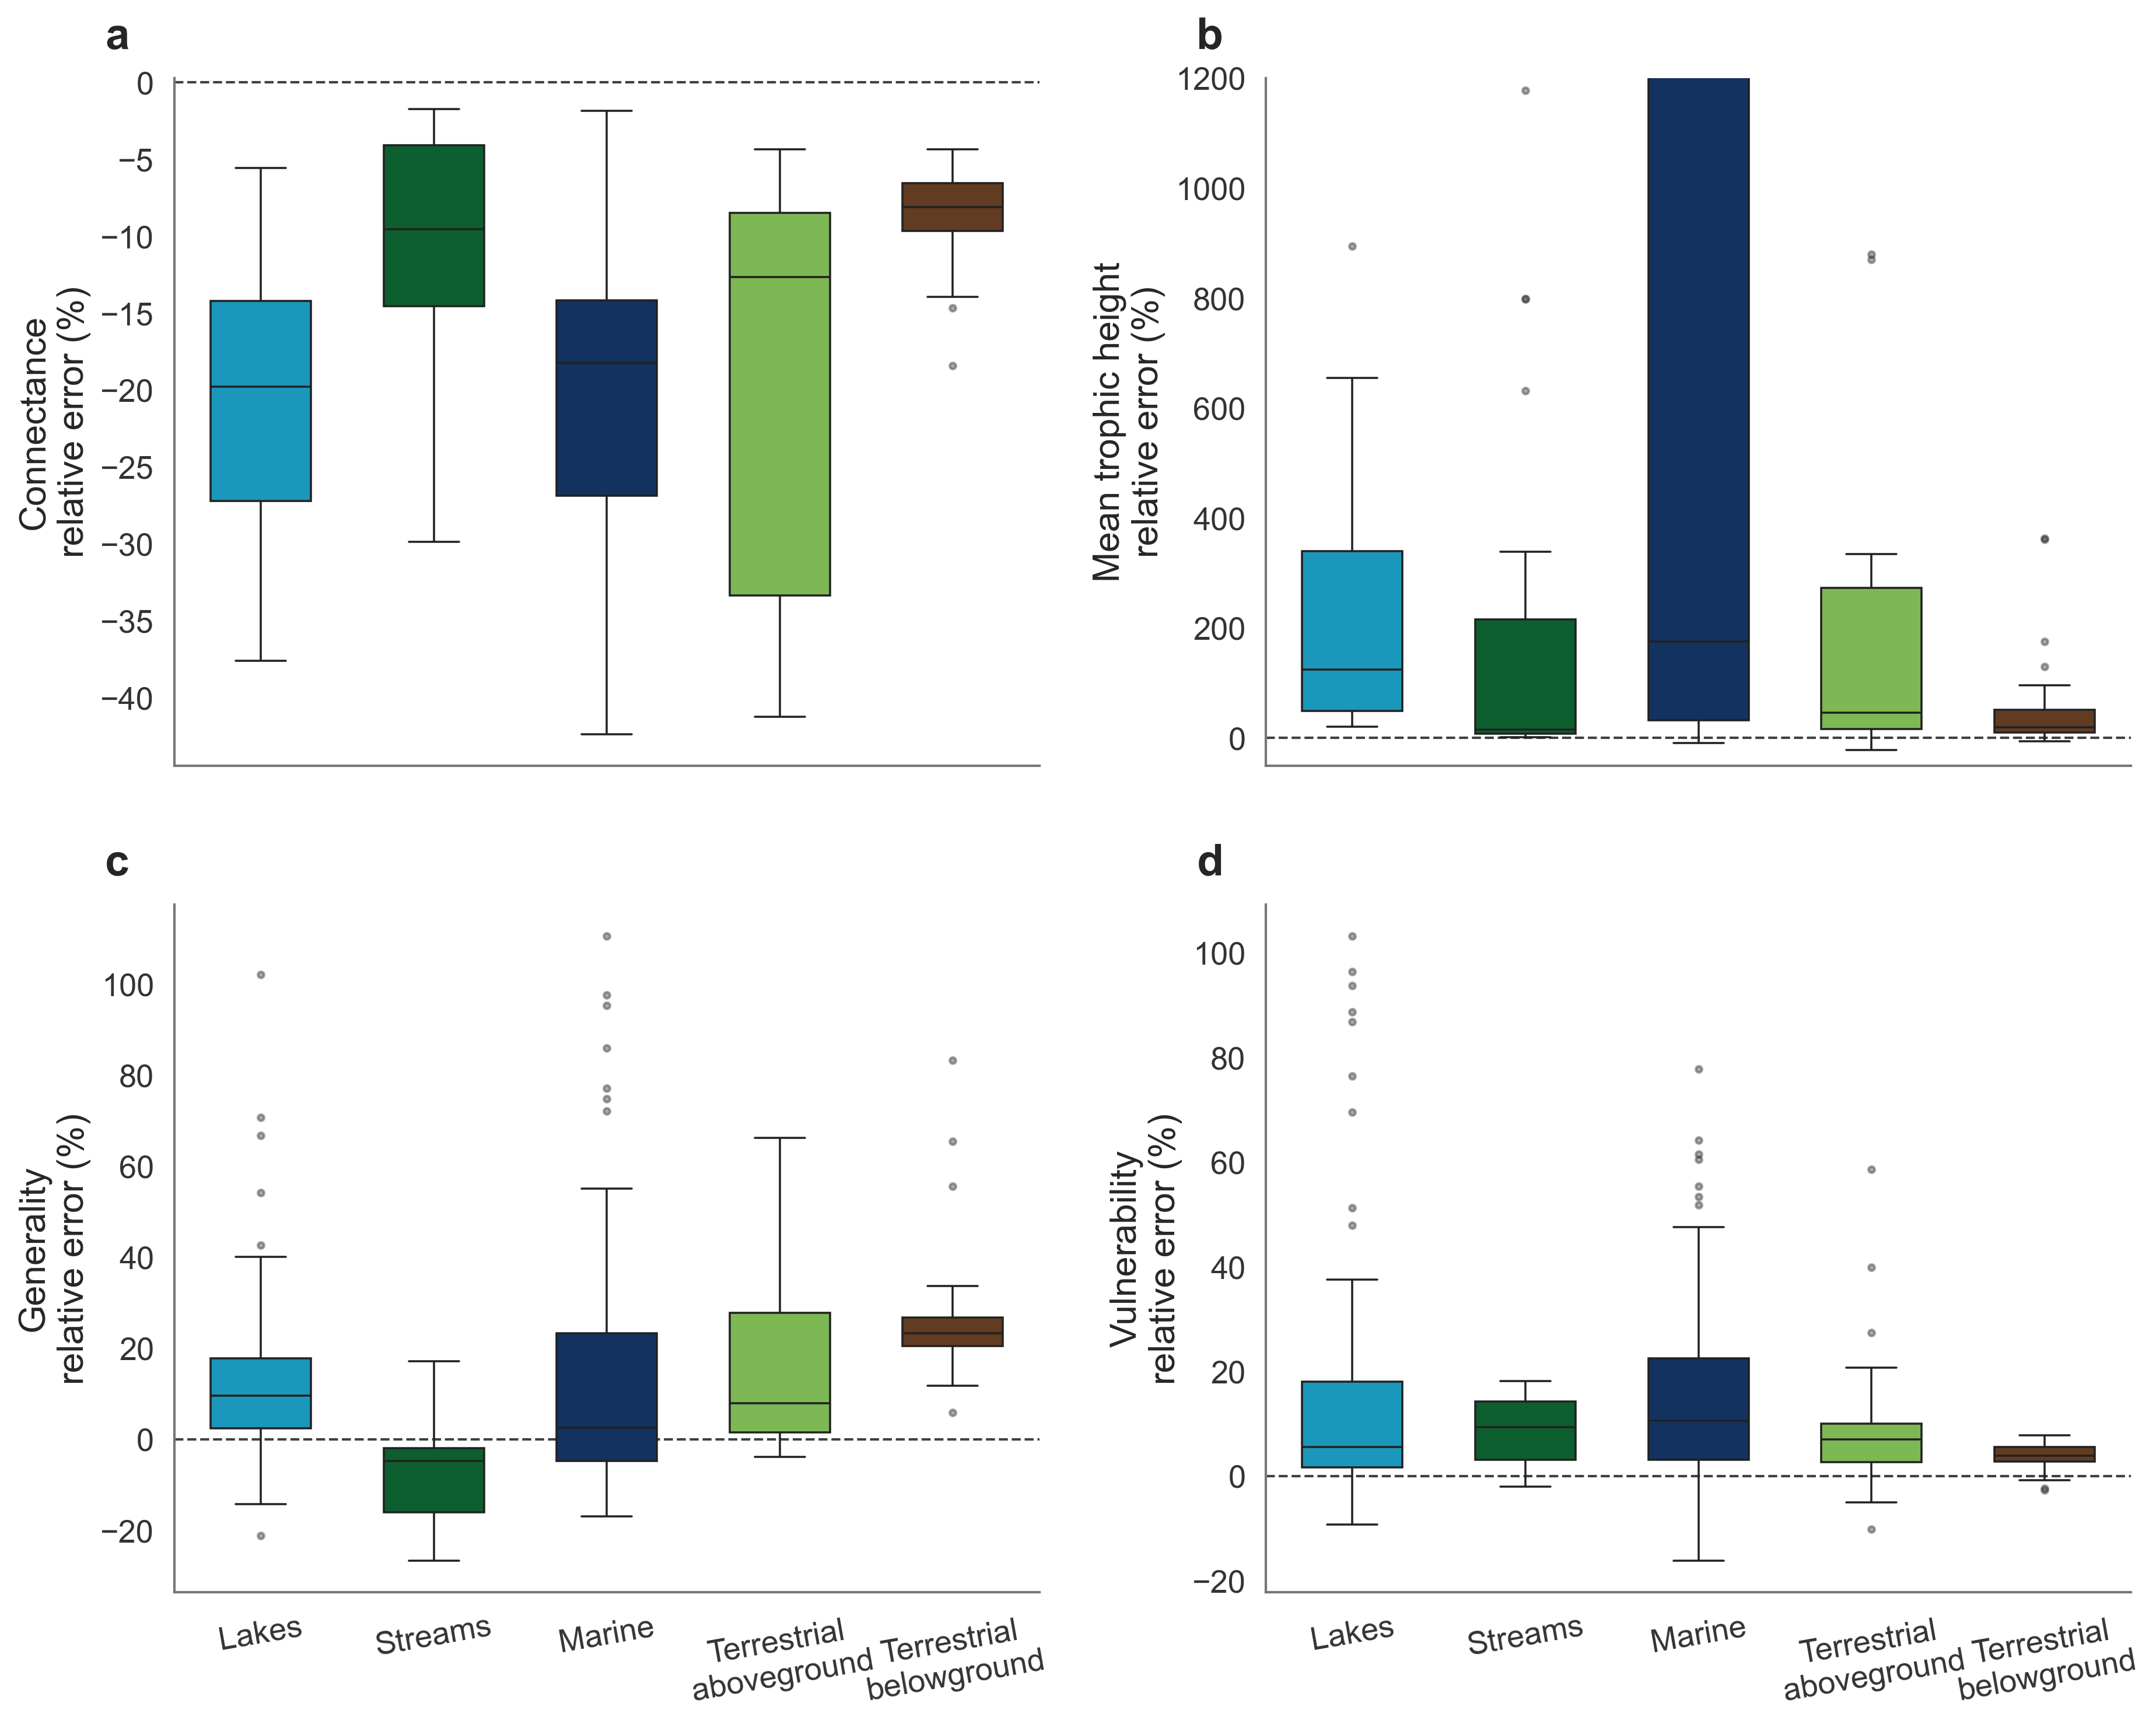 a
0
−5
−10
−15
−20
−25
−30
−35
−40
Connectance
relative error (%)
b
1200
1000
800
600
400
200
0
Mean trophic height
relative error (%)
c
100
80
60
40
20
0
−20
Generality
relative error (%)
Lakes
Streams
Marine
Terrestrial
aboveground
Terrestrial
belowground
d
100
80
60
40
20
0
−20
Vulnerability
relative error (%)
Lakes
Streams
Marine
Terrestrial
aboveground
Terrestrial
belowground